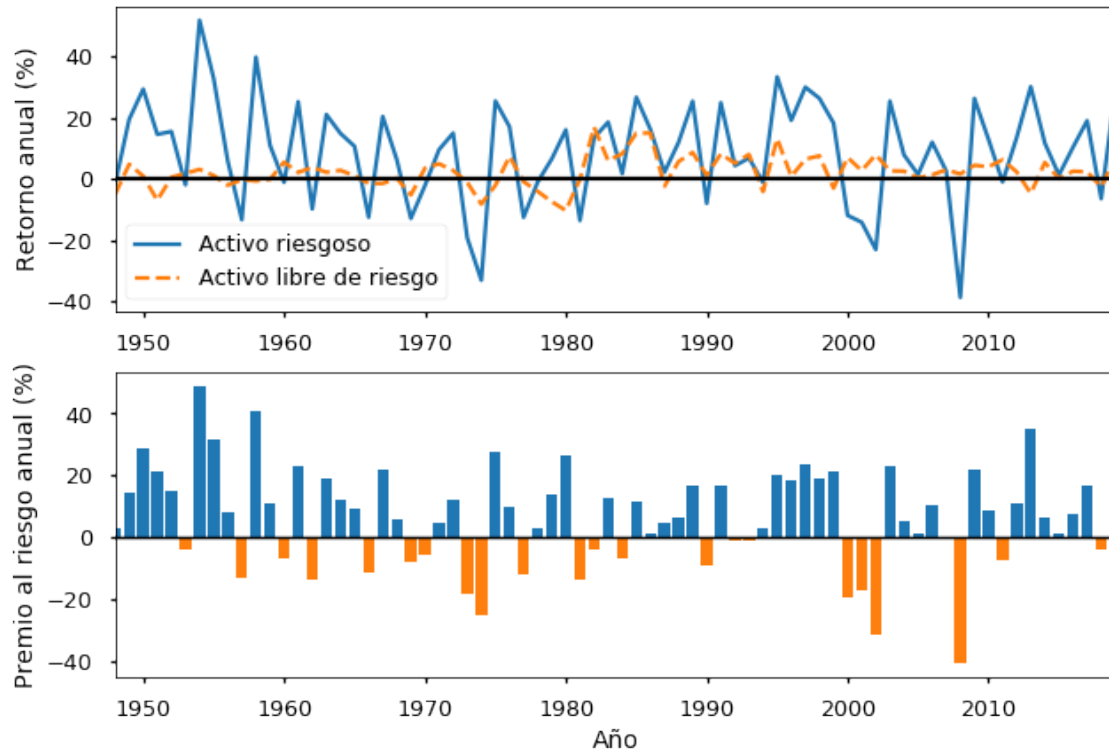 Retorno anual (%)
40
20
0
−20
−40
Activo riesgoso
Activo libre de riesgo
1950 1960 1970 1980 1990 2000 2010
Premio al riesgo anual (%)
40
20
0
−20
−40
1950 1960 1970 1980 1990 2000 2010
Año